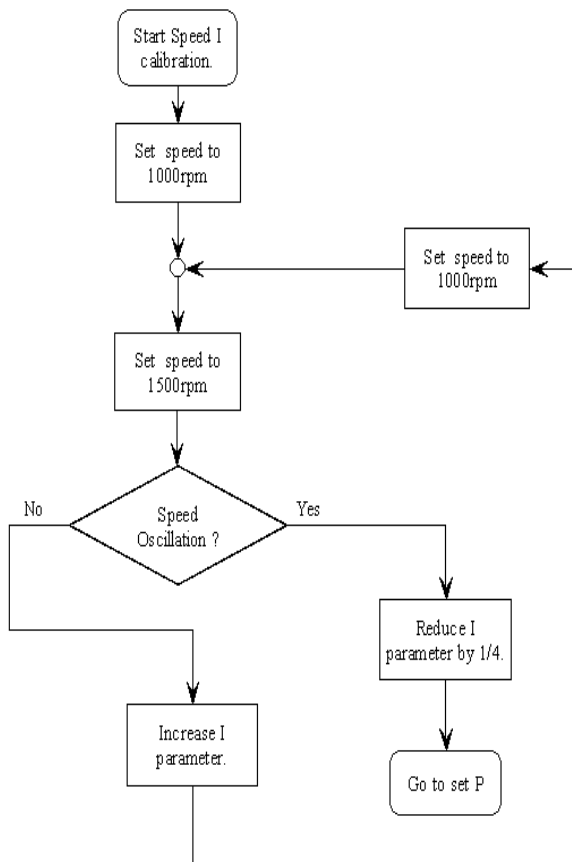 Start Speed I
calibration.
Set speed to
1000rpm
Set speed to
1000rpm
Set speed to
1500rpm
No
Speed
Oscillation ?
Yes
Reduce I
parameter by 1/4.
Increase I
parameter.
Go to set P